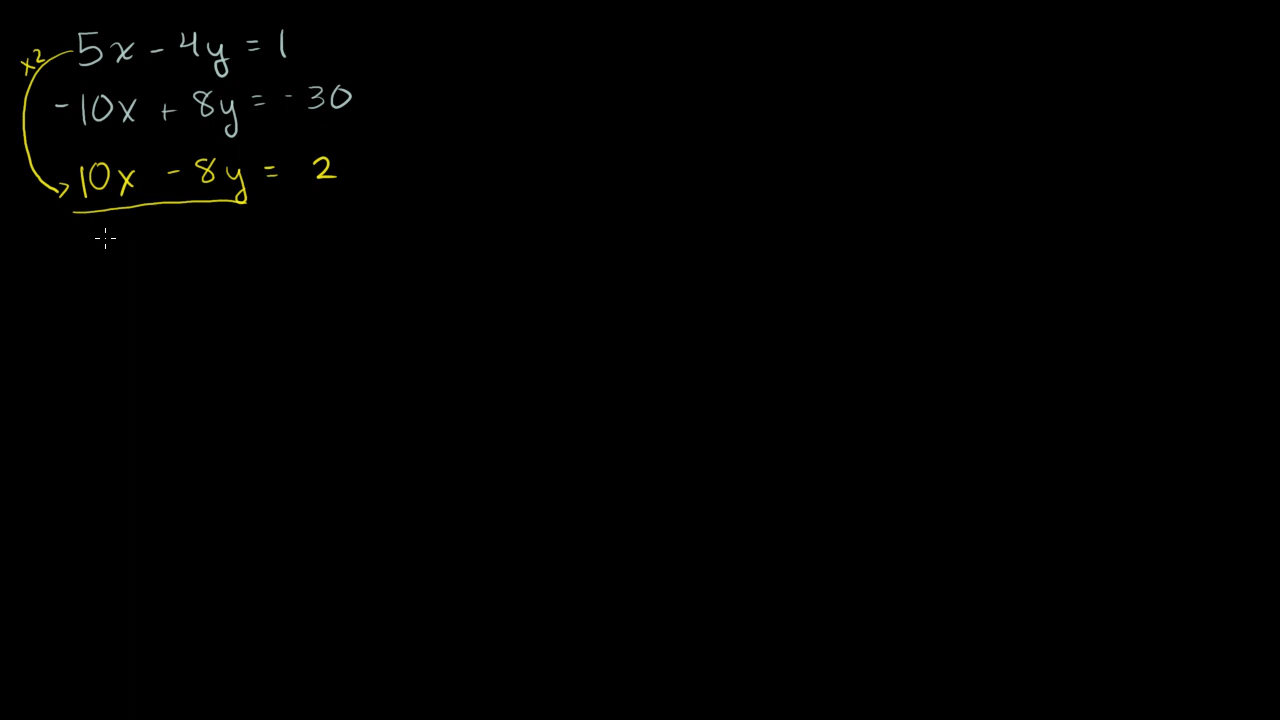 5x - 4y = 1
x2
-10x + 8y = -30
10x - 8y = 2